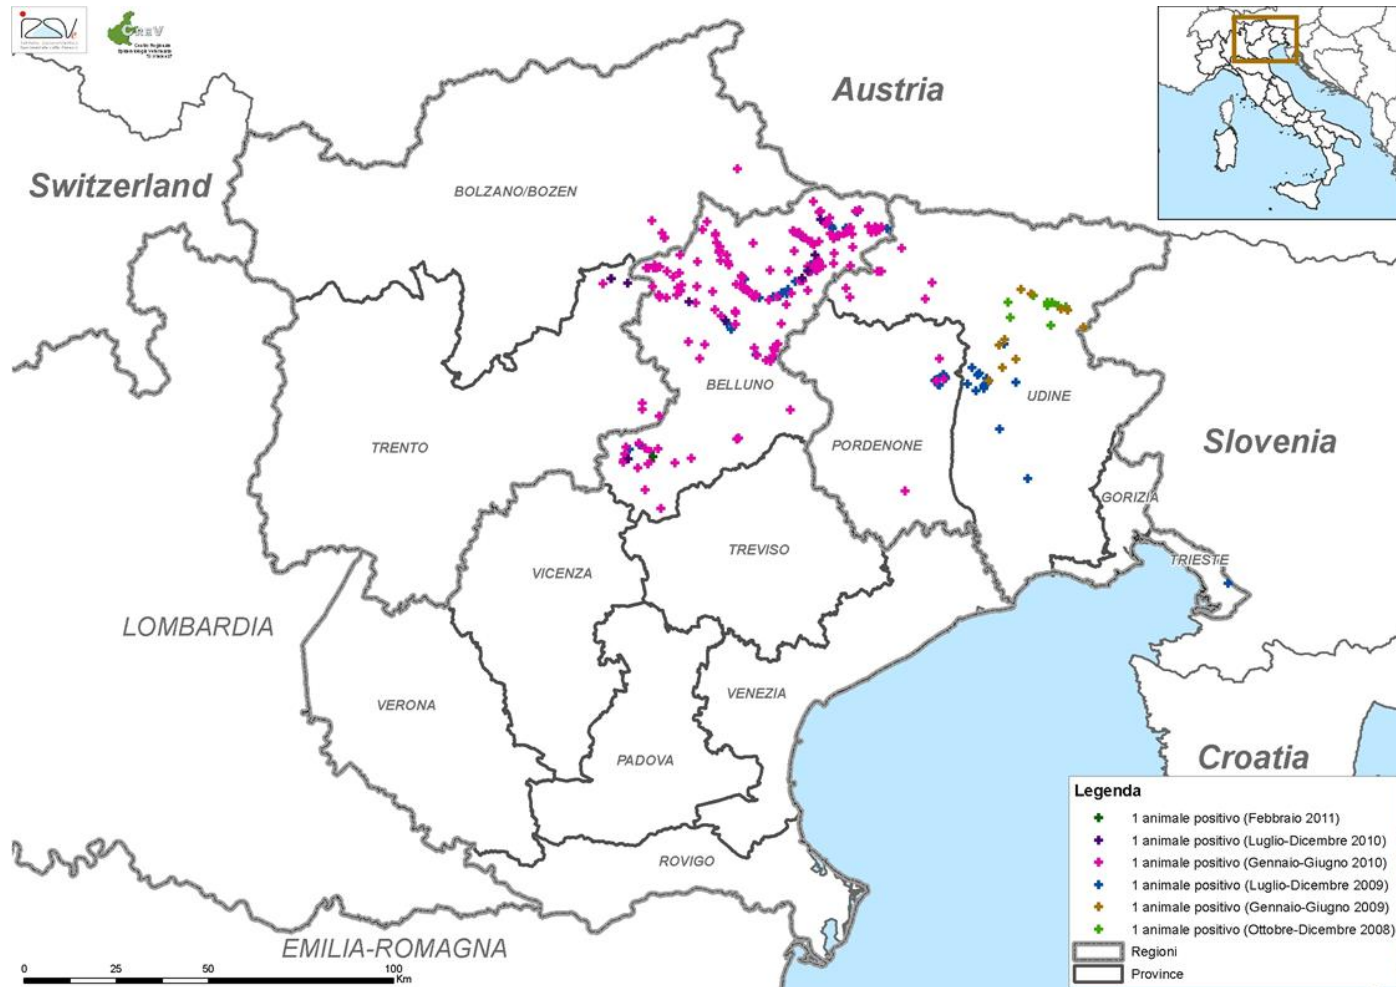 CREV
Austria
Switzerland
BOLZANO/BOZEN
BELLUNO
UDINE
TRENTO
PORDENONE
Slovenia
GORIZIA
TREVISO
TRIESTE
VICENZA
LOMBARDIA
VENEZIA
VERONA
PADOVA
Croatia
ROVIGO
EMILIA-ROMAGNA
Legenda
1 animale positivo (Febbraio 2011)
1 animale positivo (Luglio-Dicembre 2010)
1 animale positivo (Gennaio-Giugno 2010)
1 animale positivo (Luglio-Dicembre 2009)
1 animale positivo (Gennaio-Giugno 2009)
1 animale positivo (Ottobre-Dicembre 2008)
Regioni
Province
0 25 50 100
Km